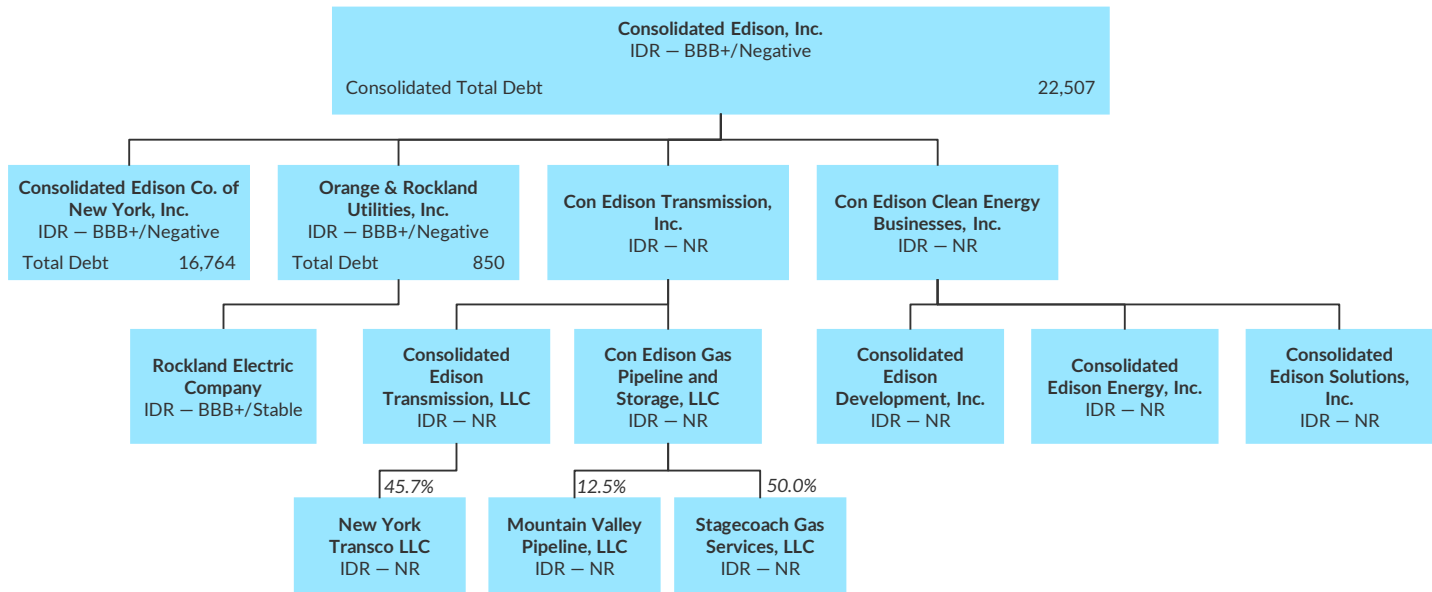 Consolidated Edison, Inc.
IDR — BBB+/Negative
Consolidated Total Debt 22,507
Consolidated Edison Co. of
New York, Inc.
IDR — BBB+/Negative
Total Debt 16,764
Orange & Rockland
Utilities, Inc.
IDR — BBB+/Negative
Total Debt 850
Con Edison Transmission,
Inc.
IDR — NR
Con Edison Clean Energy
Businesses, Inc.
IDR — NR
Rockland Electric
Company
IDR — BBB+/Stable
Consolidated
Edison
Transmission, LLC
IDR — NR
Con Edison Gas
Pipeline and
Storage, LLC
IDR — NR
Consolidated
Edison
Development, Inc.
IDR — NR
Consolidated
Edison Energy, Inc.
IDR — NR
Consolidated
Edison Solutions,
Inc.
IDR — NR
45.7%
New York
Transco LLC
IDR — NR
12.5%
Mountain Valley
Pipeline, LLC
IDR — NR
50.0%
Stagecoach Gas
Services, LLC
IDR — NR